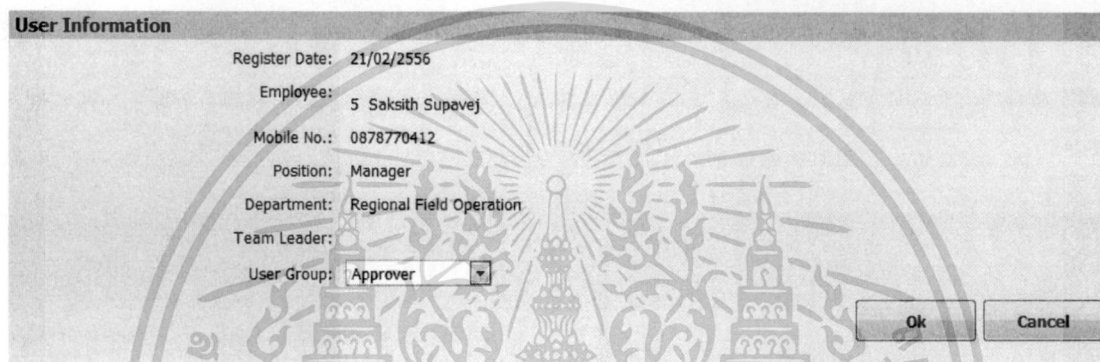 User Information
Register Date: 21/02/2556
Employee: 5 Saksith Supavej
Mobile No.: 0878770412
Position: Manager
Department: Regional Field Operation
Team Leader:
User Group: Approver
Ok Cancel